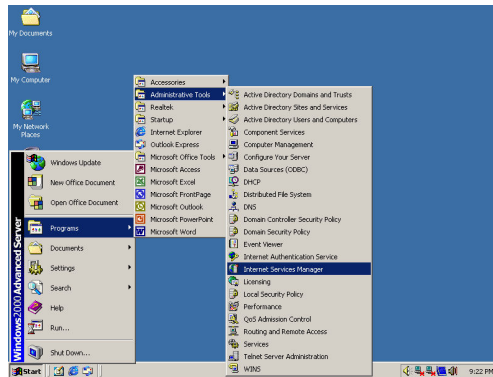 My Documents
My Computer
My Network
Places
Windows 2000 Advanced Server
Windows Update
New Office Document
Open Office Document
Programs
Documents
Settings
Search
Help
Run...
Shut Down...
Accessories
Administrative Tools
Realtek
Startup
Internet Explorer
Outlook Express
Microsoft Office Tools
Microsoft Access
Microsoft Excel
Microsoft FrontPage
Microsoft Outlook
Microsoft PowerPoint
Microsoft Word
Active Directory Domains and Trusts
Active Directory Sites and Services
Active Directory Users and Computers
Component Services
Computer Management
Configure Your Server
Data Sources (ODBC)
DHCP
Distributed File System
DNS
Domain Controller Security Policy
Domain Security Policy
Event Viewer
Internet Authentication Service
Internet Services Manager
Licensing
Local Security Policy
Performance
QoS Admission Control
Routing and Remote Access
Services
Telnet Server Administration
WINS
Start
9:22 PM